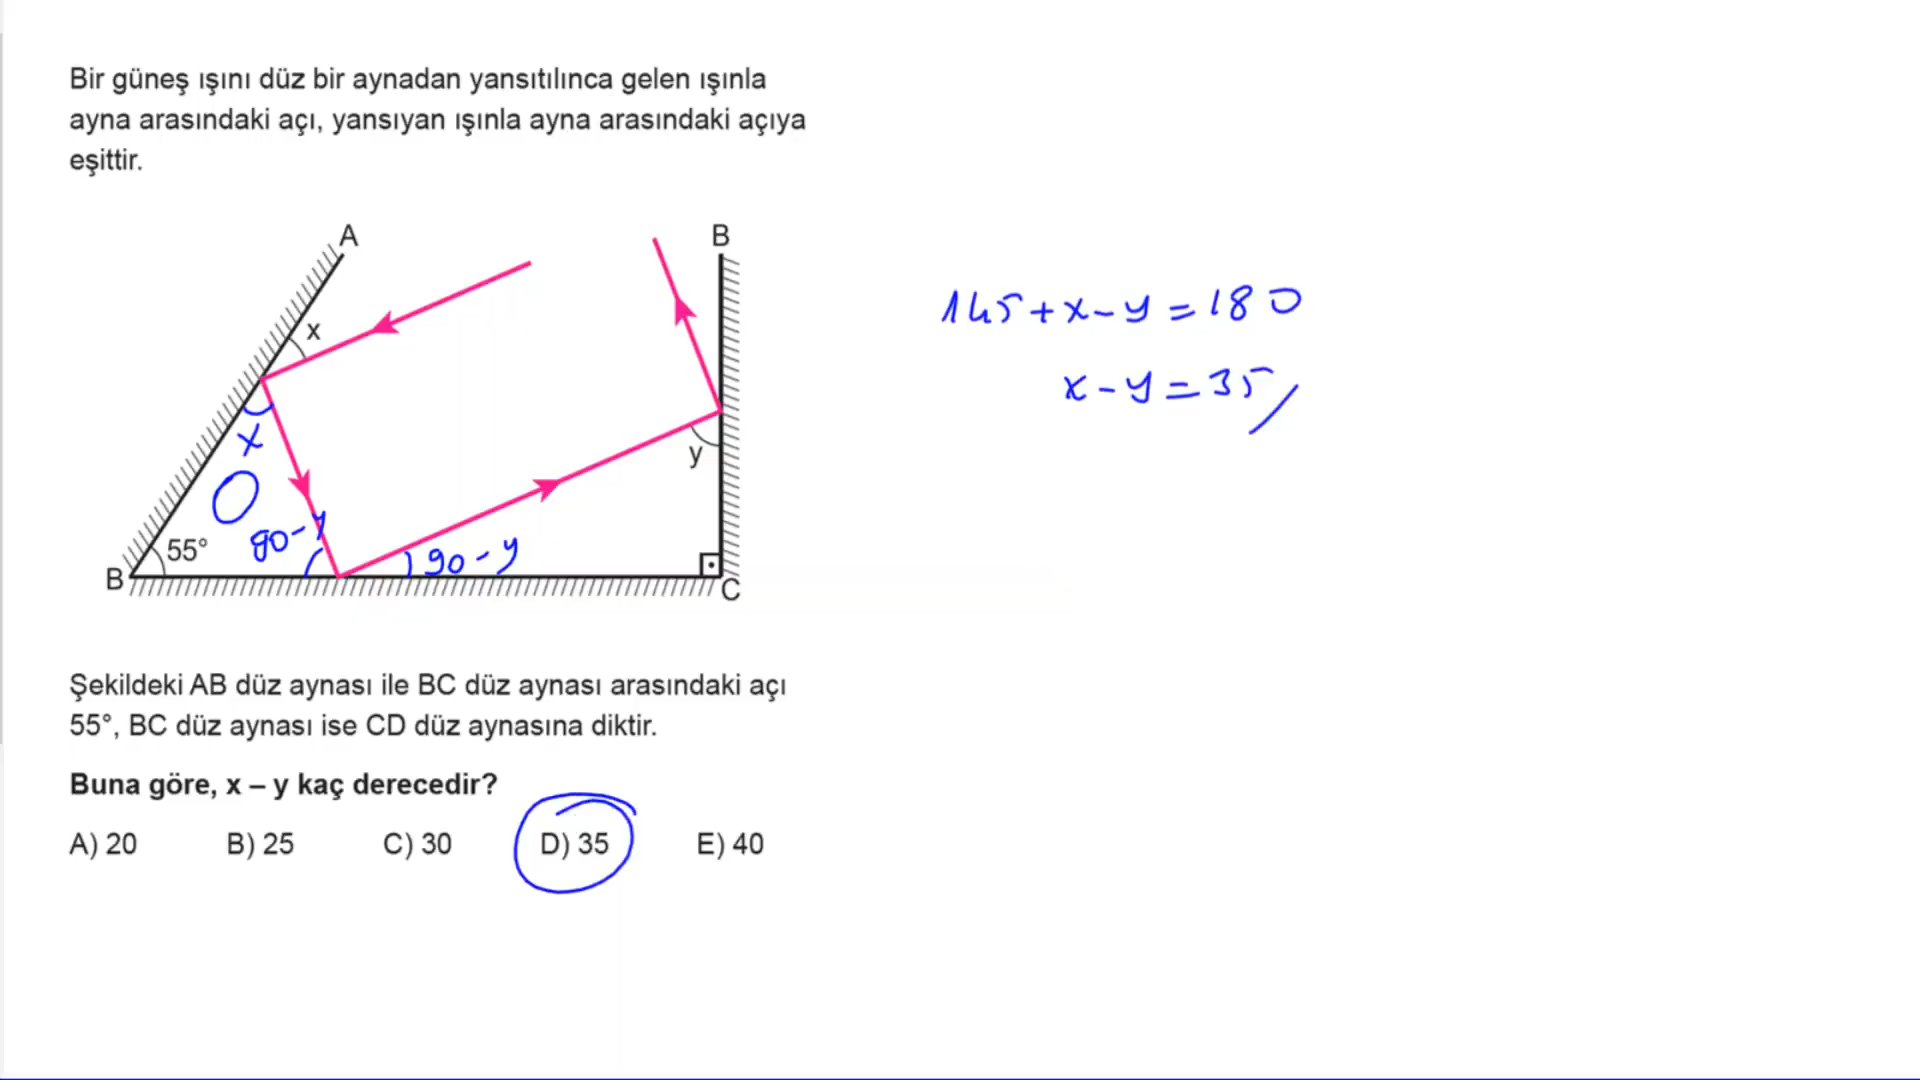 Bir güneş ışını düz bir aynadan yansıtılınca gelen ışınla
ayna arasındaki açı, yansıyan ışınla ayna arasındaki açıya
eşittir.
A
B
x
145+x-y=180
x-y=35
x
y
55°
90-y
90-y
B
C
Şekildeki AB düz aynası ile BC düz aynası arasındaki açı
55°, BC düz aynası ise CD düz aynasına diktir.
Buna göre, x – y kaç derecedir?
A) 20 B) 25 C) 30 D) 35 E) 40